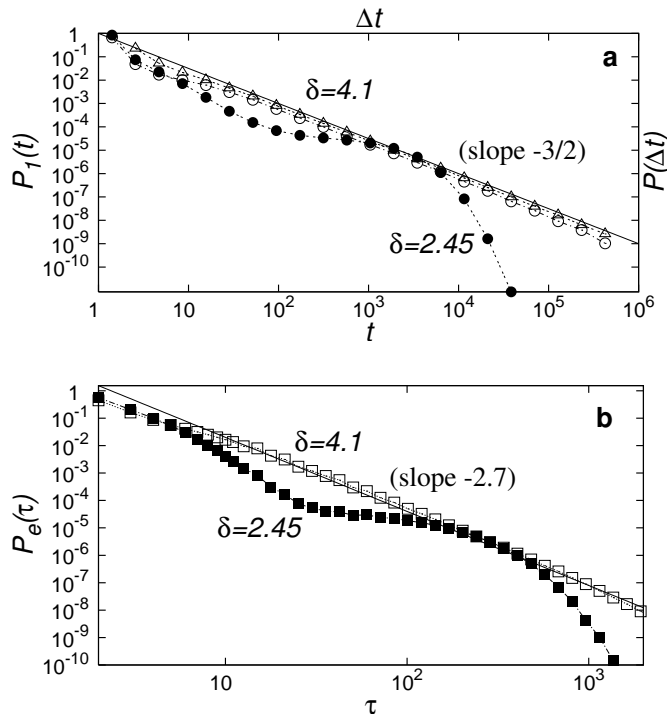 Δt
1
10⁻¹
10⁻²
10⁻³
10⁻⁴
10⁻⁵
10⁻⁶
10⁻⁷
10⁻⁸
10⁻⁹
10⁻¹⁰
P₁(t)
a
δ=4.1
(slope -3/2)
δ=2.45
P(Δt)
1 10 10² 10³ 10⁴ 10⁵ 10⁶
t
1
10⁻¹
10⁻²
10⁻³
10⁻⁴
10⁻⁵
10⁻⁶
10⁻⁷
10⁻⁸
10⁻⁹
10⁻¹⁰
Pₑ(τ)
b
δ=4.1
(slope -2.7)
δ=2.45
10 10² 10³
τ